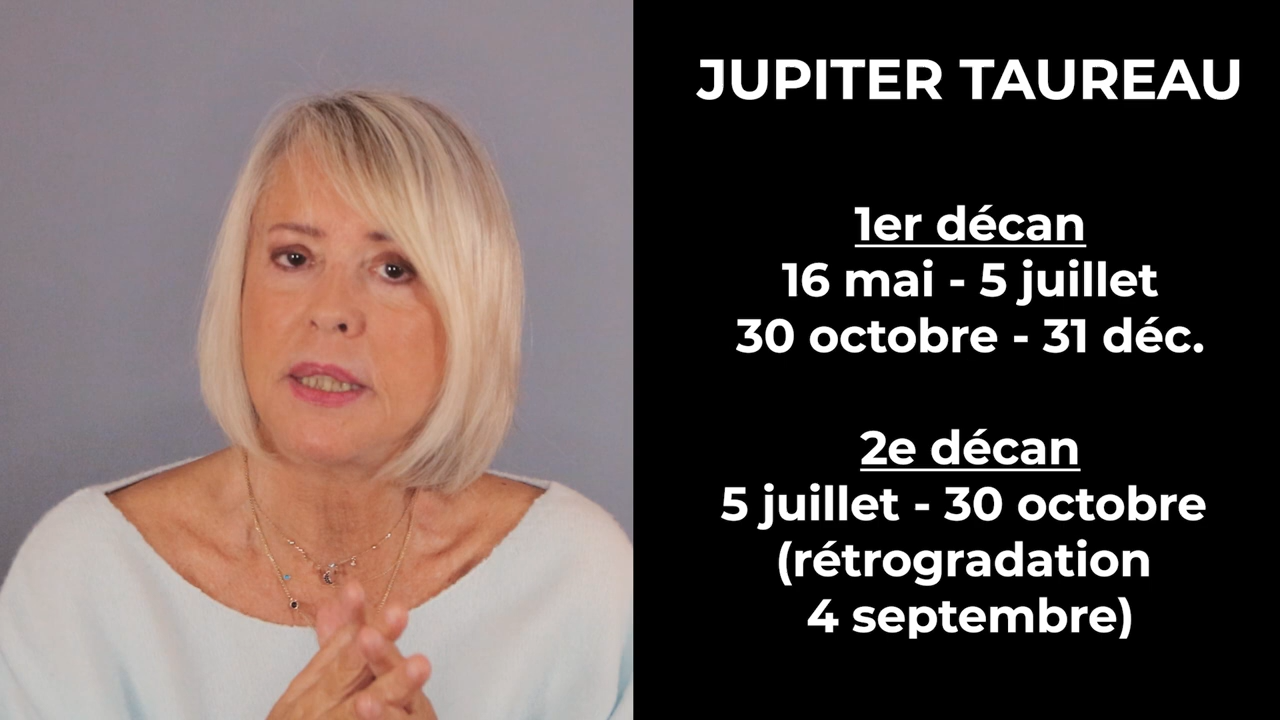 JUPITER TAUREAU
1er décan
16 mai - 5 juillet
30 octobre - 31 déc.
2e décan
5 juillet - 30 octobre
(rétrogradation
4 septembre)